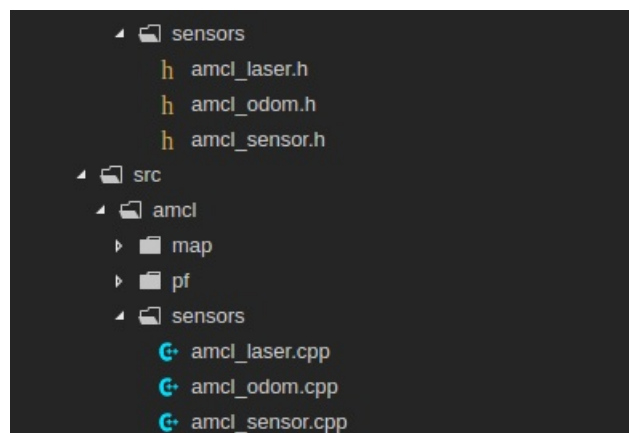 sensors
h amcl_laser.h
h amcl_odom.h
h amcl_sensor.h
src
amcl
map
pf
sensors
C++ amcl_laser.cpp
C++ amcl_odom.cpp
C++ amcl_sensor.cpp